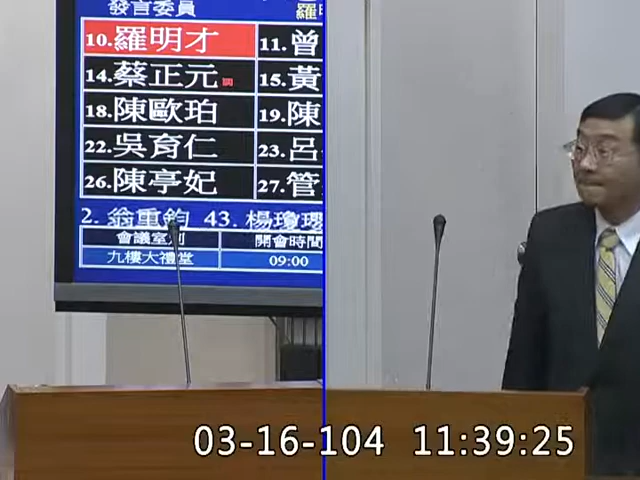 發言委員 羅
10.羅明才 11.曾
14.蔡正元 15.黃
18.陳歐珀 19.陳
22.吳育仁 23.呂
26.陳亭妃 27.管
2. 翁重鈞 43. 楊瓊瓔
會議室別 開會時間
九樓大禮堂 09:00
03-16-104 11:39:25